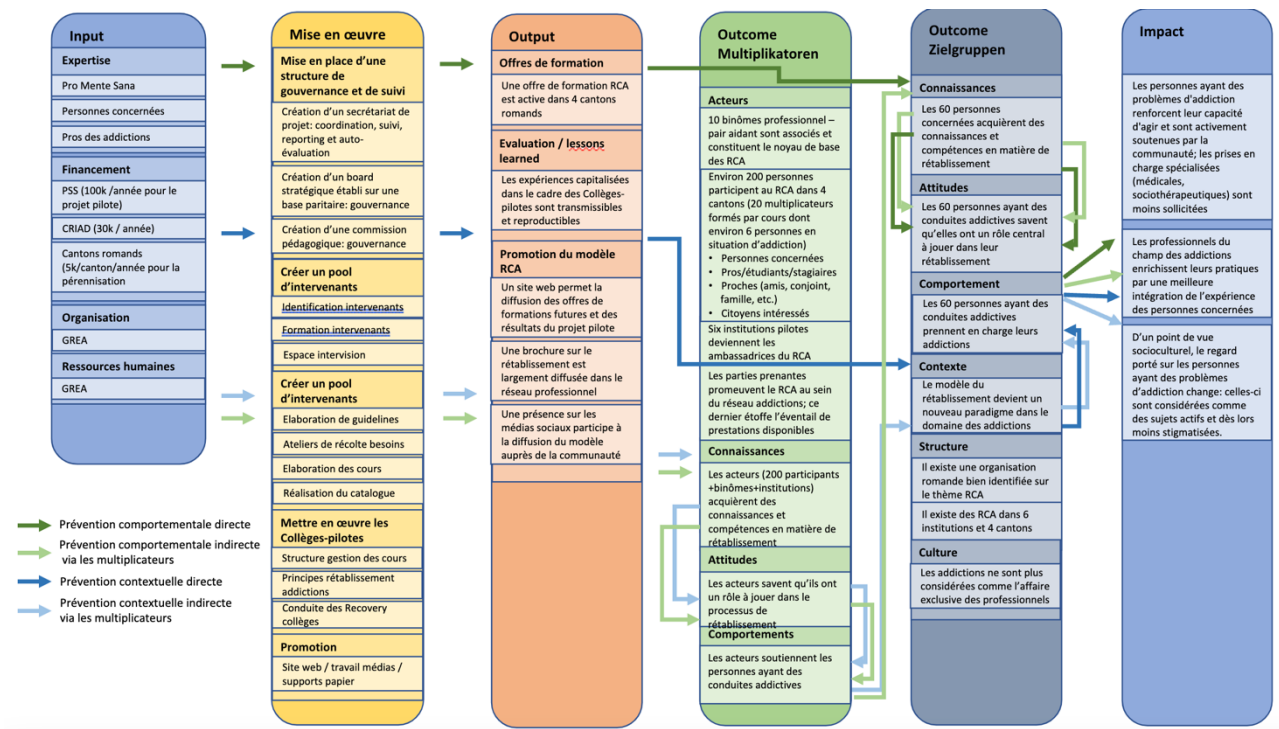 Input
Expertise
Pro Mente Sana
Personnes concernées
Pros des addictions
Financement
PSS (100k /année pour le
projet pilote)
CRIAD (30k / année)
Cantons romands
(5k/canton/année pour la
pérennisation
Organisation
GREA
Ressources humaines
GREA
Mise en œuvre
Mise en place d’une
structure de
gouvernance et de suivi
Création d’un secrétariat de
projet: coordination, suivi,
reporting et auto-
évaluation
Création d’un board
stratégique établi sur une
base paritaire: gouvernance
Création d’une commission
pédagogique: gouvernance
Créer un pool
d’intervenants
Identification intervenants
Formation intervenants
Espace intervision
Créer un pool
d’intervenants
Elaboration de guidelines
Ateliers de récolte besoins
Elaboration des cours
Réalisation du catalogue
Mettre en œuvre les
Collèges-pilotes
Structure gestion des cours
Principes rétablissement
addictions
Conduite des Recovery
collèges
Promotion
Site web / travail médias /
supports papier
Output
Offres de formation
Une offre de formation RCA
est active dans 4 cantons
romands
Evaluation / lessons
learned
Les expériences capitalisées
dans le cadre des Collèges-
pilotes sont transmissibles
et reproductibles
Promotion du modèle
RCA
Un site web permet la
diffusion des offres de
formations futures et des
résultats du projet pilote
Une brochure sur le
rétablissement est
largement diffusée dans le
réseau professionnel
Une présence sur les
médias sociaux participe à
la diffusion du modèle
auprès de la communauté
Outcome
Multiplikatoren
Acteurs
10 binômes professionnel –
pair aidant sont associés et
constituent le noyau de base
des RCA
Environ 200 personnes
participent au RCA dans 4
cantons (20 multiplicateurs
formés par cours dont
environ 6 personnes en
situation d’addiction)
• Personnes concernées
• Pros/étudiants/stagiaires
• Proches (amis, conjoint,
famille, etc.)
• Citoyens intéressés
Six institutions pilotes
deviennent les
ambassadrices du RCA
Les parties prenantes
promeuvent le RCA au sein
du réseau addictions; ce
dernier étoffe l’éventail de
prestations disponibles
Connaissances
Les acteurs (200 participants
+binômes+institutions)
acquièrent des
connaissances et
compétences en matière de
rétablissement
Attitudes
Les acteurs savent qu’ils ont
un rôle à jouer dans le
processus de
rétablissement
Comportements
Les acteurs soutiennent les
personnes ayant des
conduites addictives
Outcome
Zielgruppen
Connaissances
Les 60 personnes
concernées acquièrent des
connaissances et
compétences en matière de
rétablissement
Attitudes
Les 60 personnes ayant des
conduites addictives savent
qu’elles ont un rôle central
à jouer dans leur
rétablissement
Comportement
Les 60 personnes ayant des
conduites addictives
prennent en charge leurs
addictions
Contexte
Le modèle du
rétablissement devient un
nouveau paradigme dans le
domaine des addictions
Structure
Il existe une organisation
romande bien identifiée sur
le thème RCA
Il existe des RCA dans 6
institutions et 4 cantons
Culture
Les addictions ne sont plus
considérées comme l’affaire
exclusive des professionnels
Impact
Les personnes ayant des
problèmes d'addiction
renforcent leur capacité
d'agir et sont activement
soutenues par la
communauté; les prises en
charge spécialisées
(médicales,
sociothérapeutiques) sont
moins sollicitées
Les professionnels du
champ des addictions
enrichissent leurs pratiques
par une meilleure
intégration de l’expérience
des personnes concernées
D’un point de vue
socioculturel, le regard
porté sur les personnes
ayant des problèmes
d’addiction change: celles-ci
sont considérées comme
des sujets actifs et dès lors
moins stigmatisées.
Prévention comportementale directe
Prévention comportementale indirecte
via les multiplicateurs
Prévention contextuelle directe
Prévention contextuelle indirecte
via les multiplicateurs